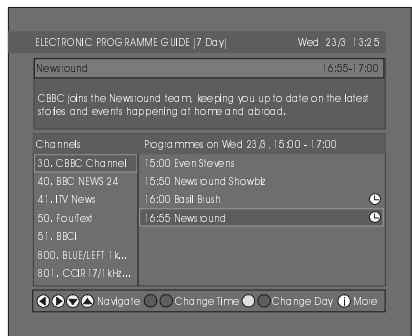 ELECTRONIC PROGRAMME GUIDE |7 Day| Wed 23/3 13:25
Newsround 16:55-17:00
CBBC joins the Newsround team, keeping you up to date on the latest
stories and events happening at home and abroad.
Channels Programmes on Wed 23/3, 15:00 - 17:00
30. CBBC Channel 15:00 Even Stevens
40. BBC NEWS 24 15:50 Newsround Showbiz
41. ITV News 16:00 Basil Brush
50. FourText 16:55 Newsround
51. BBCi
800. BLUE/LEFT 1k...
801. CCIR17/1kHz...
Navigate Change Time Change Day i More